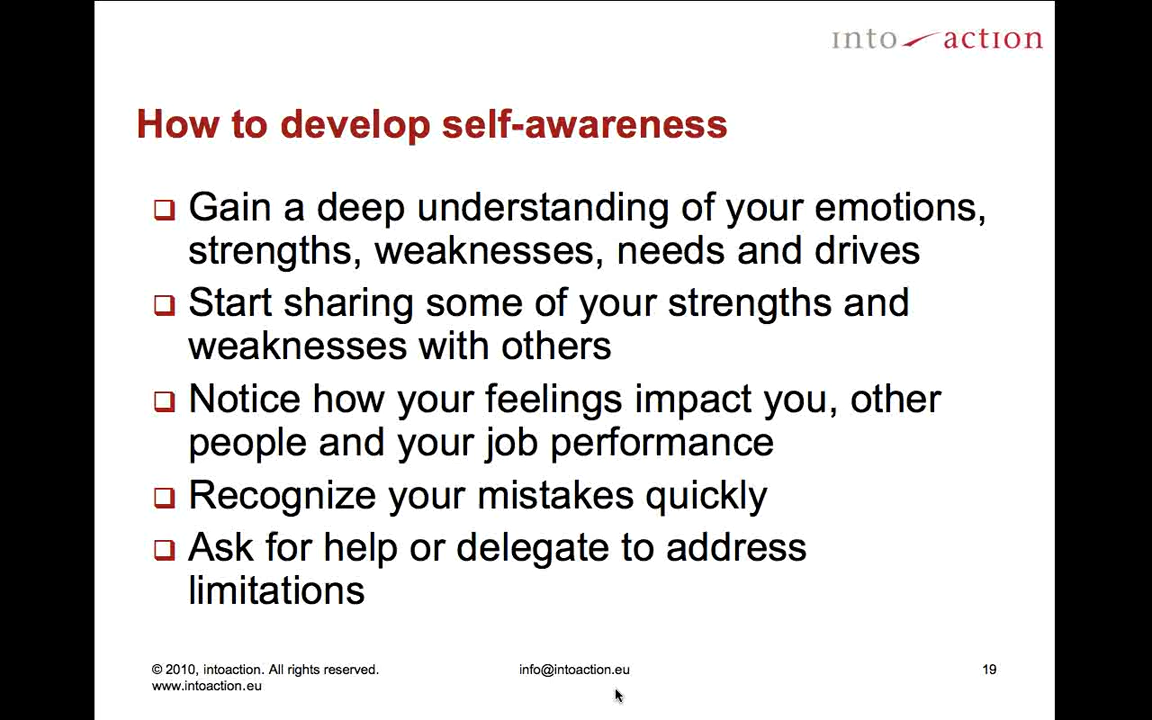 into action
How to develop self-awareness
Gain a deep understanding of your emotions,
strengths, weaknesses, needs and drives
Start sharing some of your strengths and
weaknesses with others
Notice how your feelings impact you, other
people and your job performance
Recognize your mistakes quickly
Ask for help or delegate to address
limitations
© 2010, intoaction. All rights reserved.
www.intoaction.eu
info@intoaction.eu
19